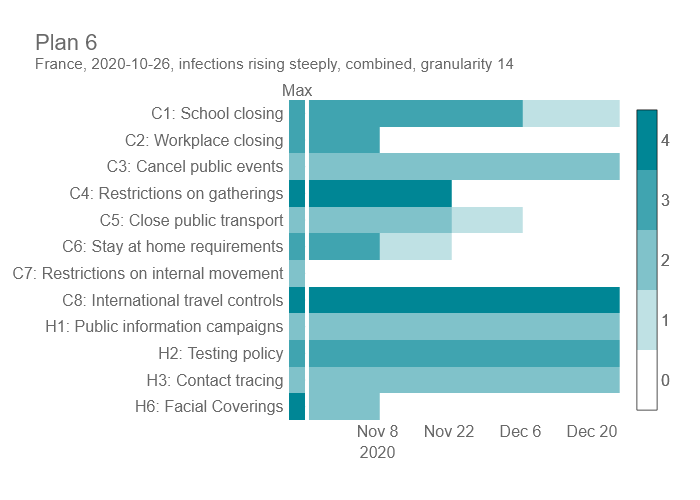 Plan 6
France, 2020-10-26, infections rising steeply, combined, granularity 14
Max
C1: School closing
C2: Workplace closing
C3: Cancel public events
C4: Restrictions on gatherings
C5: Close public transport
C6: Stay at home requirements
C7: Restrictions on internal movement
C8: International travel controls
H1: Public information campaigns
H2: Testing policy
H3: Contact tracing
H6: Facial Coverings
4
3
2
1
0
Nov 8 Nov 22 Dec 6 Dec 20
2020